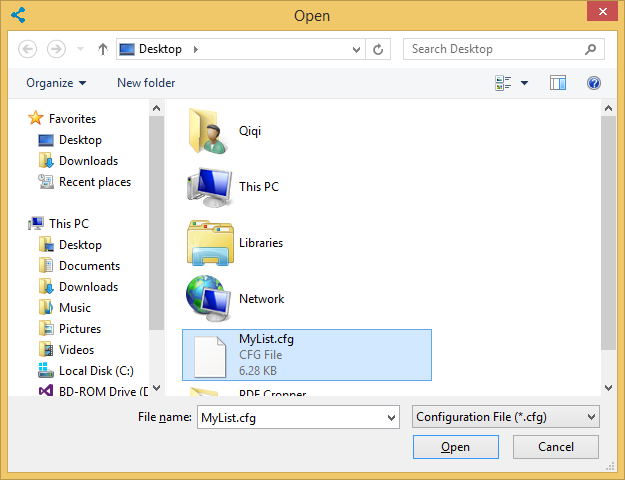 Open
Desktop
Search Desktop
Organize
New folder
Favorites
Desktop
Downloads
Recent places
This PC
Desktop
Documents
Downloads
Music
Pictures
Videos
Local Disk (C:)
BD-ROM Drive (D
Qiqi
This PC
Libraries
Network
MyList.cfg
CFG File
6.28 KB
PDF Cropper
File name:
MyList.cfg
Configuration File (*.cfg)
Open
Cancel